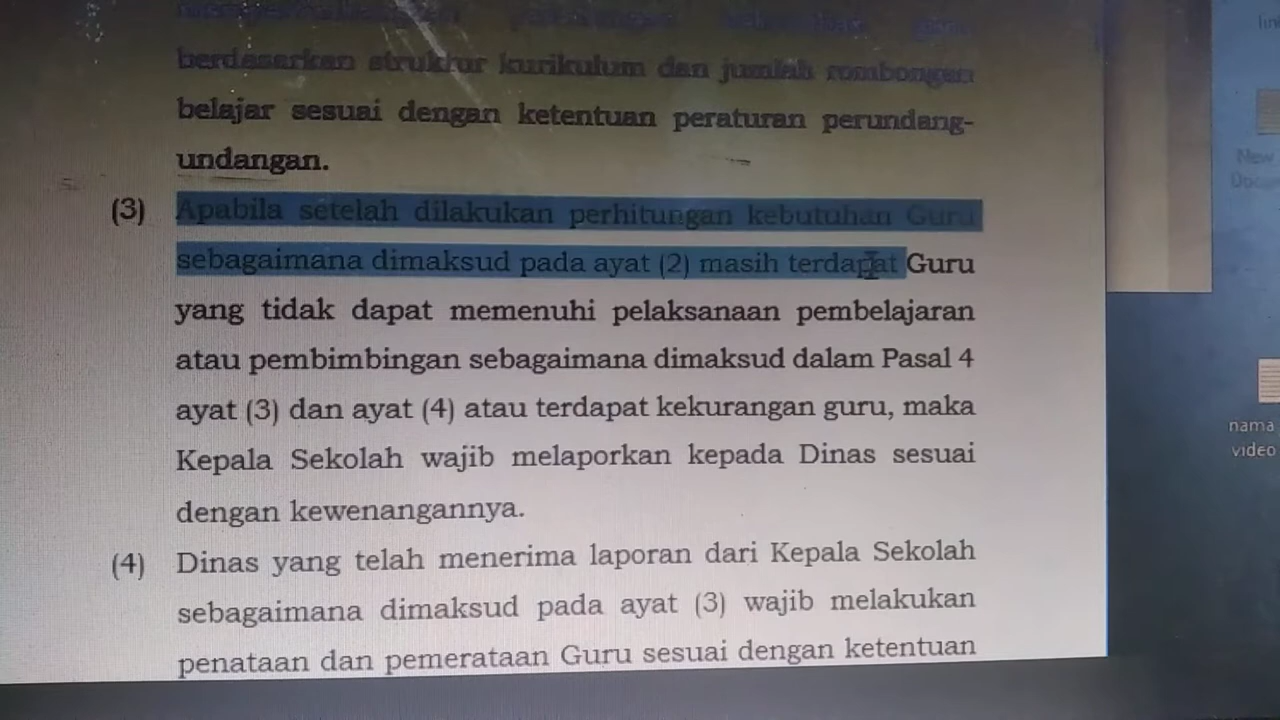 berdasarkan struktur kurikulum dan jumlah rombongan
belajar sesuai dengan ketentuan peraturan perundang-
undangan.
(3) Apabila setelah dilakukan perhitungan kebutuhan Guru
sebagaimana dimaksud pada ayat (2) masih terdapat Guru
yang tidak dapat memenuhi pelaksanaan pembelajaran
atau pembimbingan sebagaimana dimaksud dalam Pasal 4
ayat (3) dan ayat (4) atau terdapat kekurangan guru, maka
Kepala Sekolah wajib melaporkan kepada Dinas sesuai
dengan kewenangannya.
(4) Dinas yang telah menerima laporan dari Kepala Sekolah
sebagaimana dimaksud pada ayat (3) wajib melakukan
penataan dan pemerataan Guru sesuai dengan ketentuan
New
nama
video